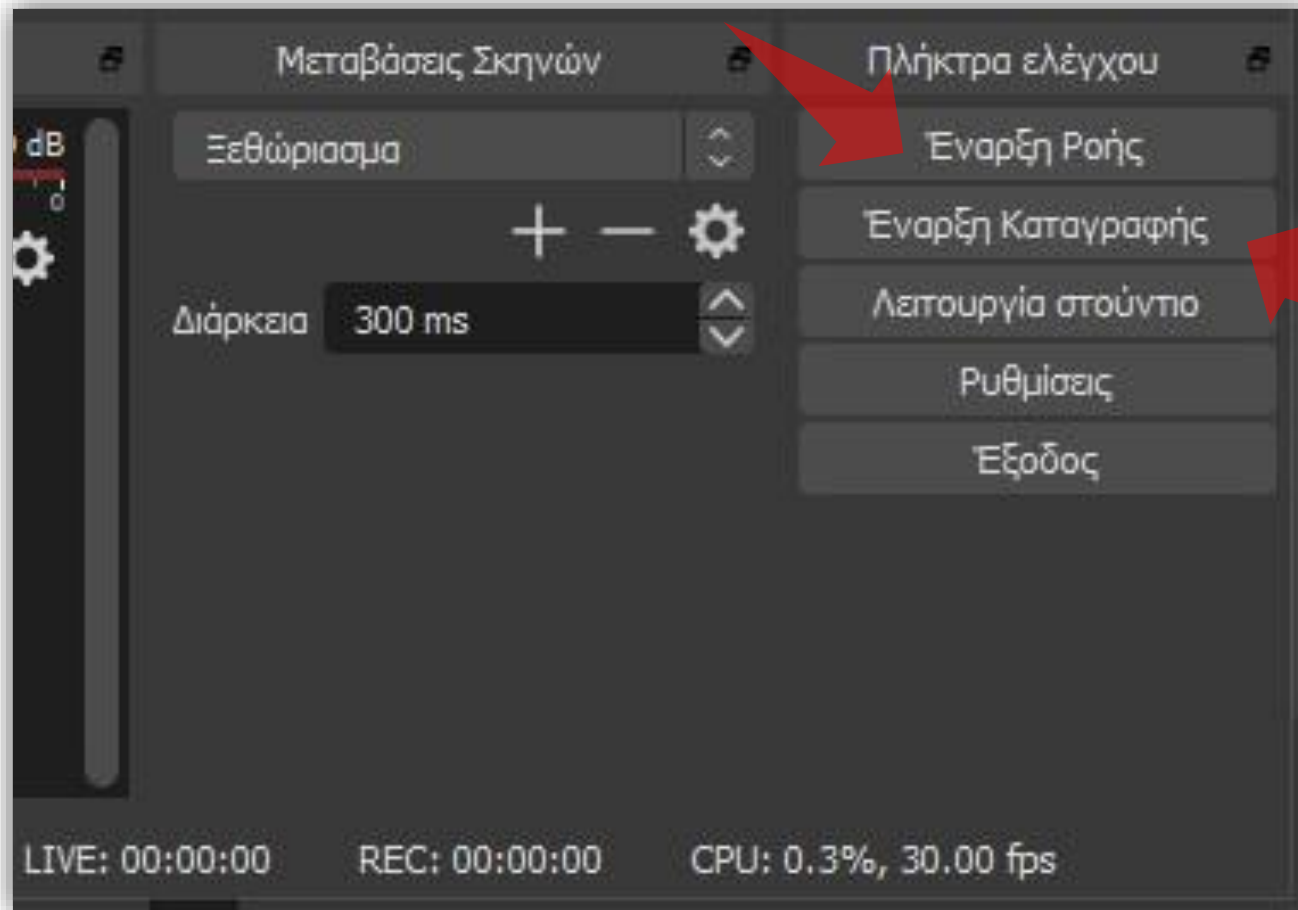 Μεταβάσεις Σκηνών
Πλήκτρα ελέγχου
dB
0
Ξεθώριασμα
Διάρκεια 300 ms
Έναρξη Ροής
Έναρξη Καταγραφής
Λειτουργία στούντιο
Ρυθμίσεις
Έξοδος
LIVE: 00:00:00 REC: 00:00:00 CPU: 0.3%, 30.00 fps